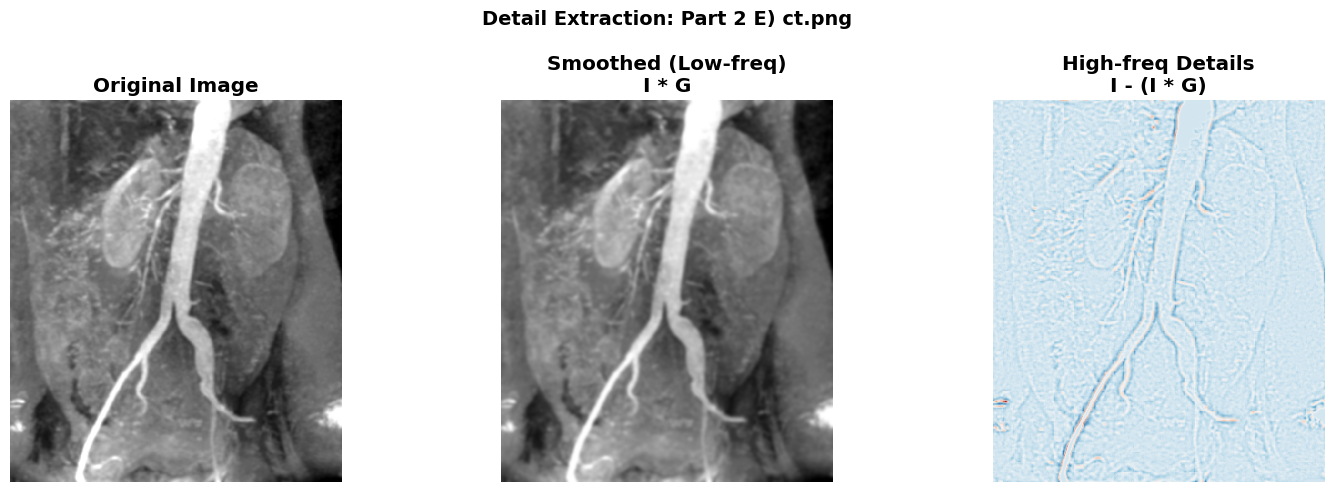 Detail Extraction: Part 2 E) ct.png
Original Image
Smoothed (Low-freq)
I * G
High-freq Details
I - (I * G)